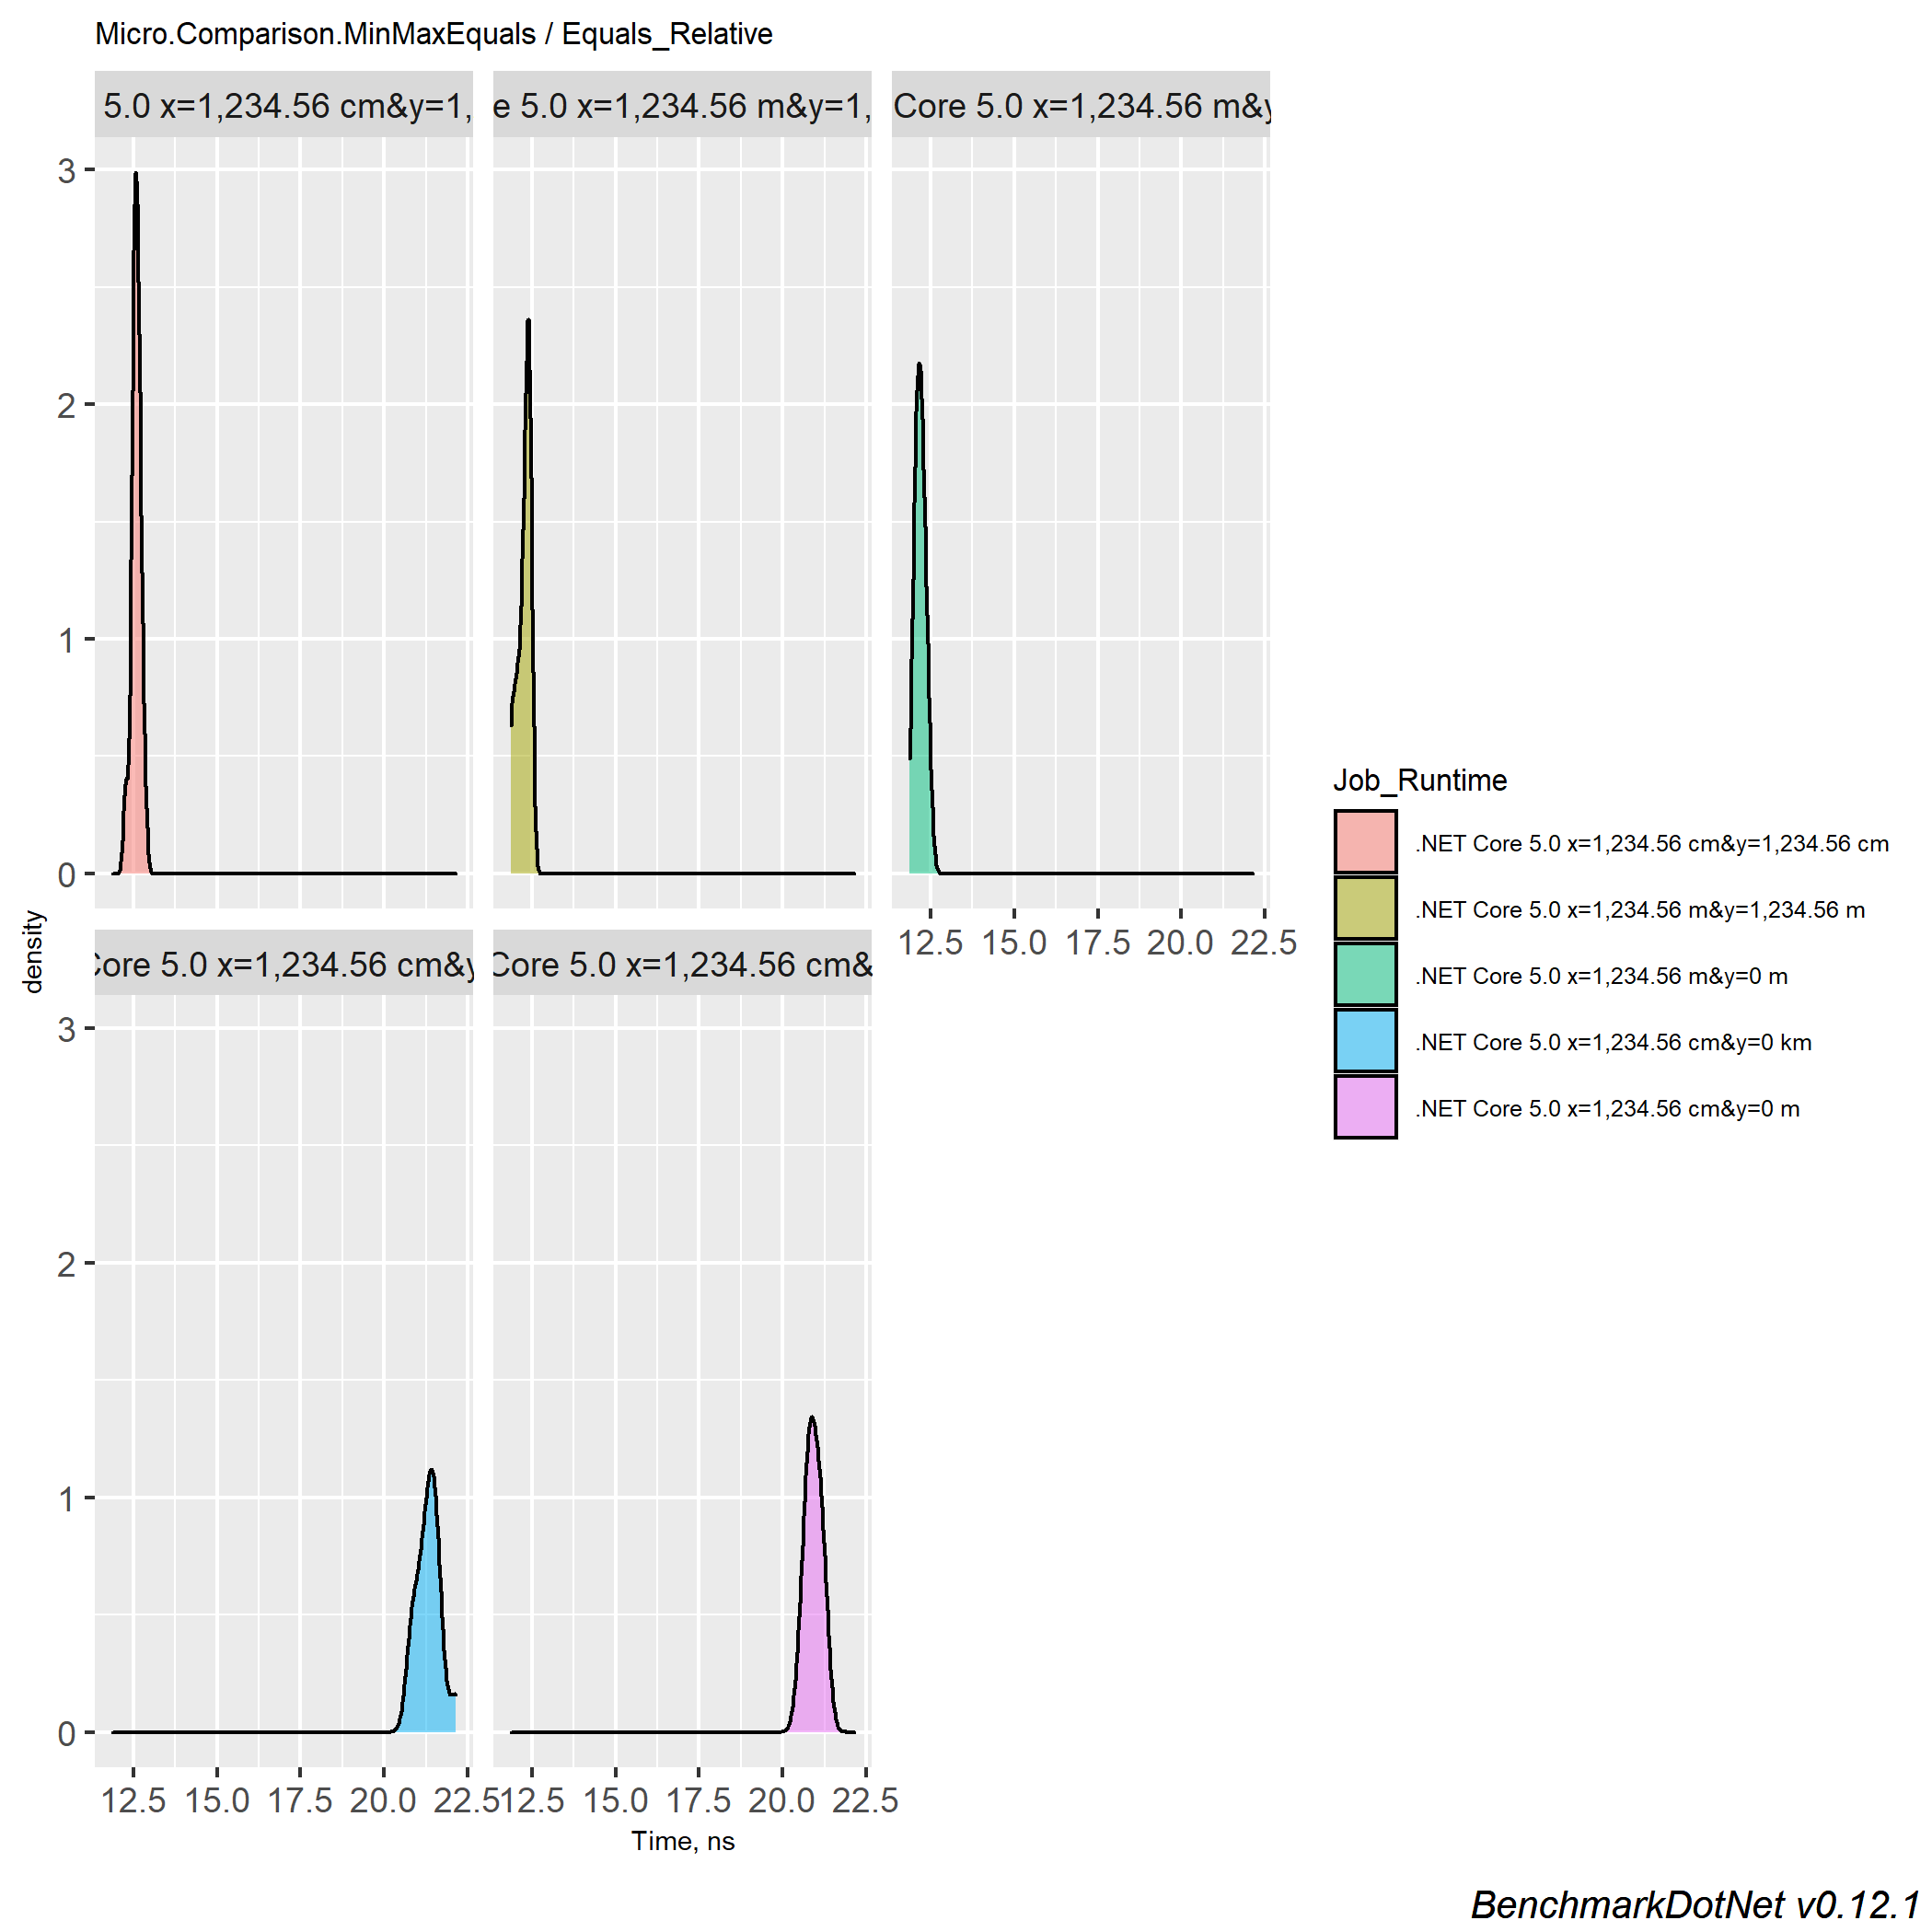 Micro.Comparison.MinMaxEquals / Equals_Relative
5.0 x=1,234.56 cm&y=1,
e 5.0 x=1,234.56 m&y=1,
Core 5.0 x=1,234.56 m&y
3
2
1
0
12.5 15.0 17.5 20.0 22.5
density
Core 5.0 x=1,234.56 cm&y
Core 5.0 x=1,234.56 cm&
3
2
1
0
12.5 15.0 17.5 20.0 22.5
12.5 15.0 17.5 20.0 22.5
Time, ns
Job_Runtime
.NET Core 5.0 x=1,234.56 cm&y=1,234.56 cm
.NET Core 5.0 x=1,234.56 m&y=1,234.56 m
.NET Core 5.0 x=1,234.56 m&y=0 m
.NET Core 5.0 x=1,234.56 cm&y=0 km
.NET Core 5.0 x=1,234.56 cm&y=0 m
BenchmarkDotNet v0.12.1